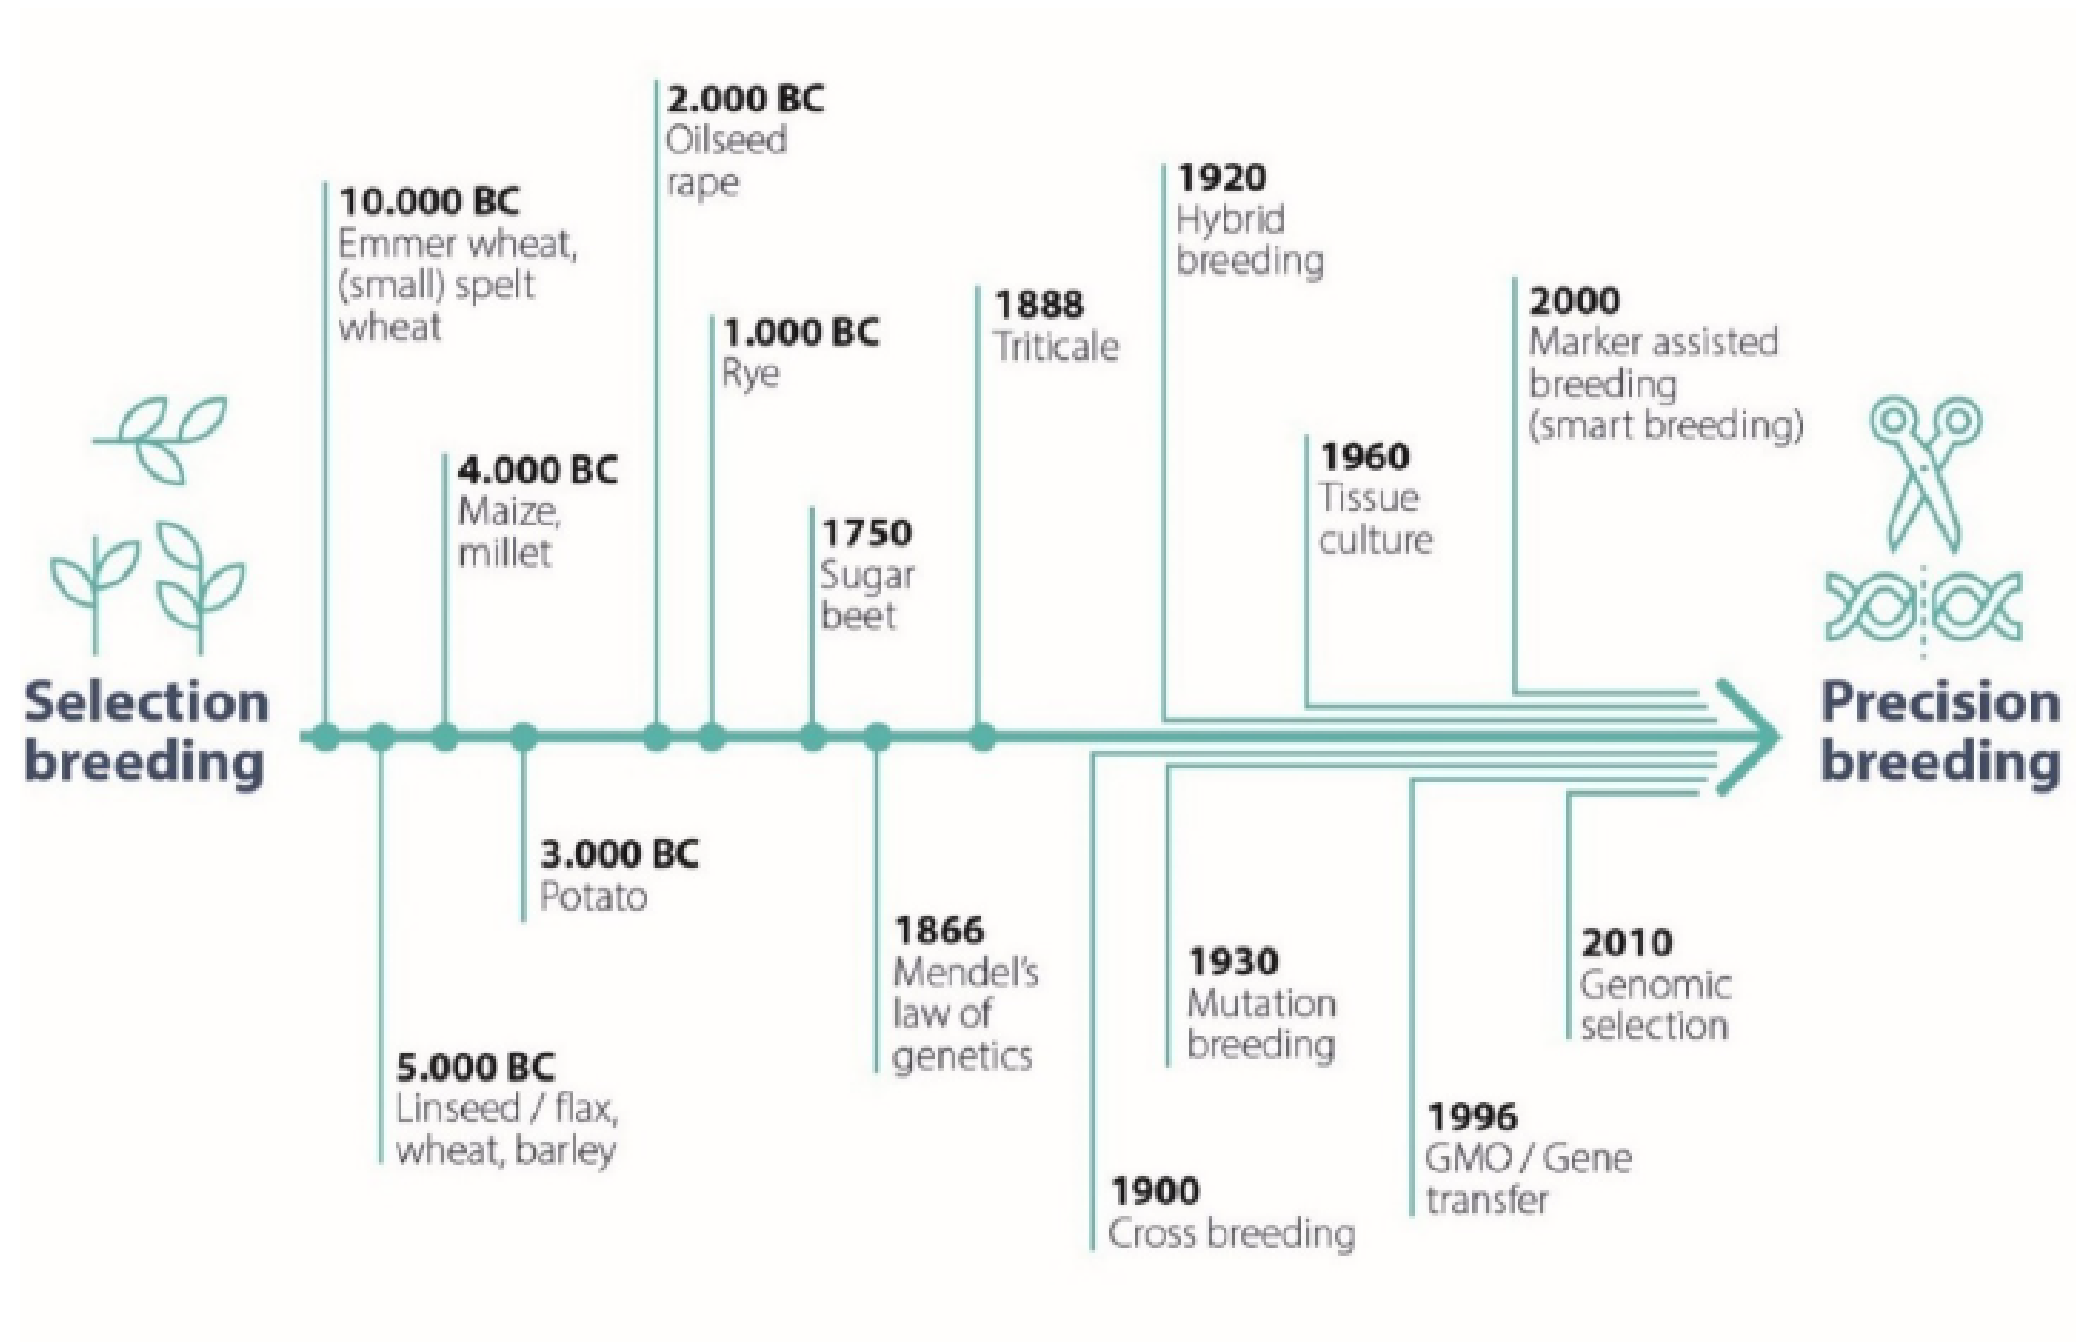 Selection
breeding
10.000 BC
Emmer wheat,
(small) spelt
wheat
5.000 BC
Linseed / flax,
wheat, barley
4.000 BC
Maize,
millet
3.000 BC
Potato
2.000 BC
Oilseed
rape
1.000 BC
Rye
1750
Sugar
beet
1866
Mendel's
law of
genetics
1888
Triticale
1900
Cross breeding
1920
Hybrid
breeding
1930
Mutation
breeding
1960
Tissue
culture
1996
GMO / Gene
transfer
2000
Marker assisted
breeding
(smart breeding)
2010
Genomic
selection
Precision
breeding